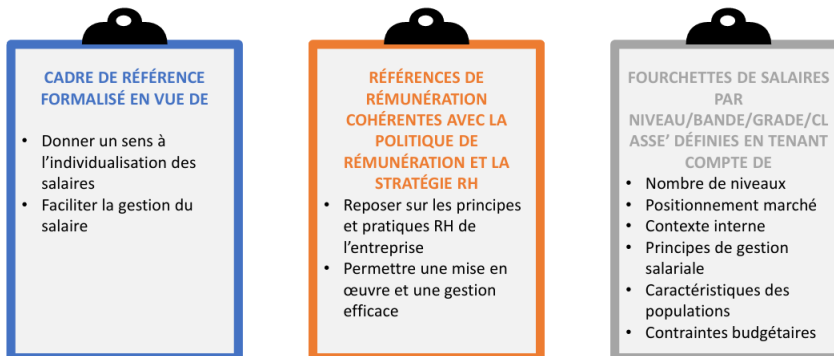 CADRE DE RÉFÉRENCE
FORMALISÉ EN VUE DE
• Donner un sens à
l’individualisation des
salaires
• Faciliter la gestion du
salaire
RÉFÉRENCES DE
RÉMUNÉRATION
COHÉRENTES AVEC LA
POLITIQUE DE
RÉMUNÉRATION ET LA
STRATÉGIE RH
• Reposer sur les principes
et pratiques RH de
l’entreprise
• Permettre une mise en
œuvre et une gestion
efficace
FOURCHETTES DE SALAIRES
PAR
NIVEAU/BANDE/GRADE/CL
ASSE’ DÉFINIES EN TENANT
COMPTE DE
• Nombre de niveaux
• Positionnement marché
• Contexte interne
• Principes de gestion
salariale
• Caractéristiques des
populations
• Contraintes budgétaires